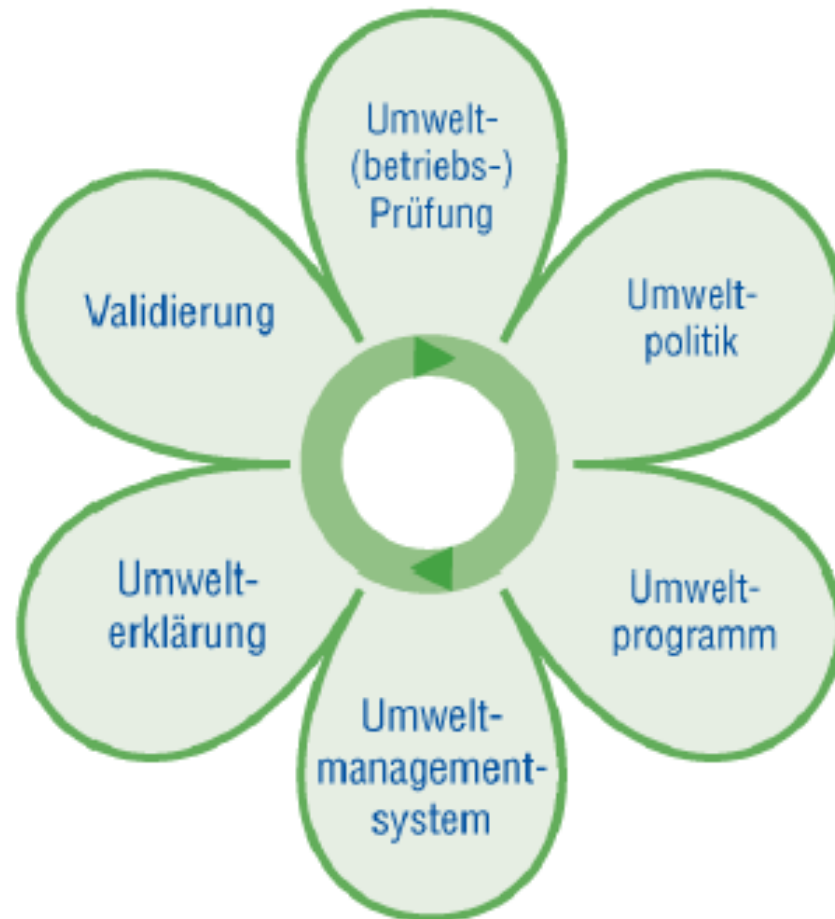 Umwelt-
(betriebs-)
Prüfung
Umwelt-
politik
Umwelt-
programm
Umwelt-
management-
system
Umwelt-
erklärung
Validierung